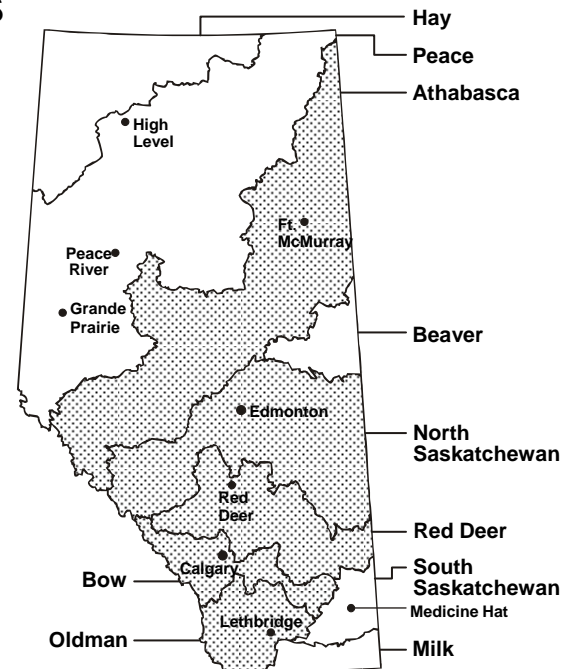 Hay
Peace
Athabasca
High
Level
Ft.
McMurray
Peace
River
Grande
Prairie
Beaver
Edmonton
North
Saskatchewan
Red
Deer
Red Deer
Calgary
South
Saskatchewan
Bow
Medicine Hat
Lethbridge
Oldman
Milk